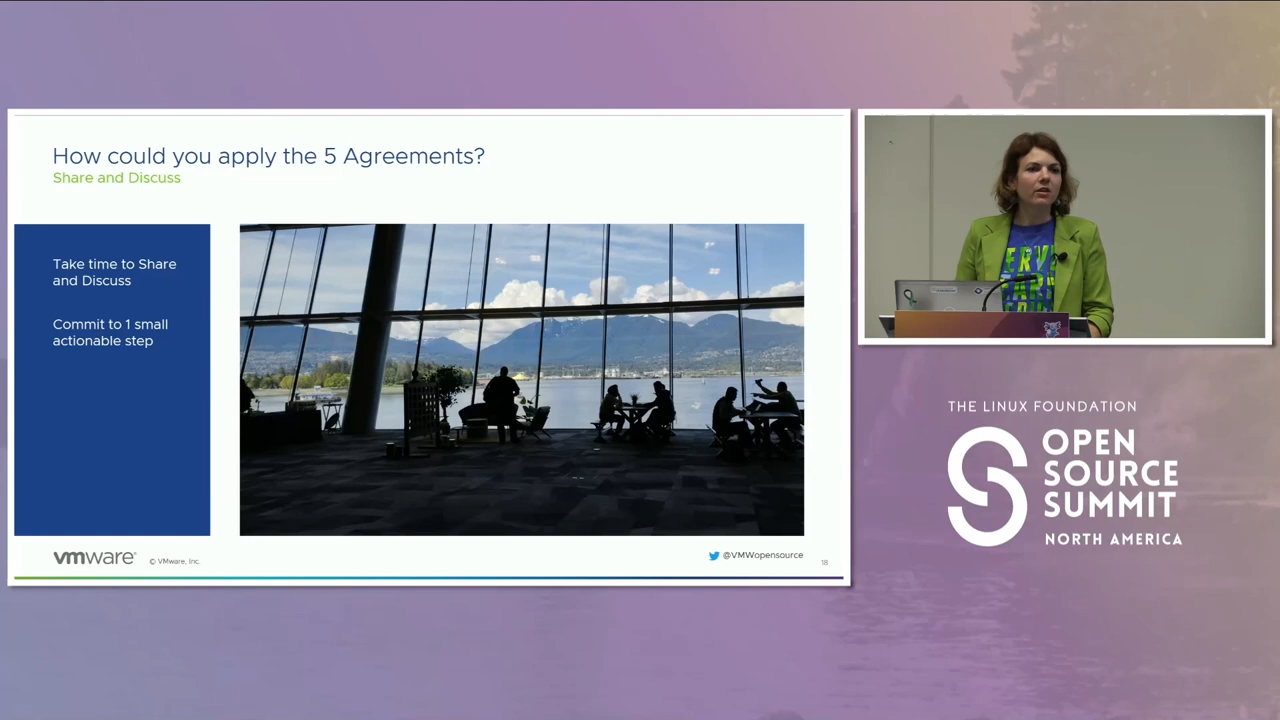 How could you apply the 5 Agreements?
Share and Discuss
Take time to Share
and Discuss
Commit to 1 small
actionable step
vmware®
© VMware, Inc.
@VMWopensource
18
THE LINUX FOUNDATION
OPEN
SOURCE
SUMMIT
NORTH AMERICA